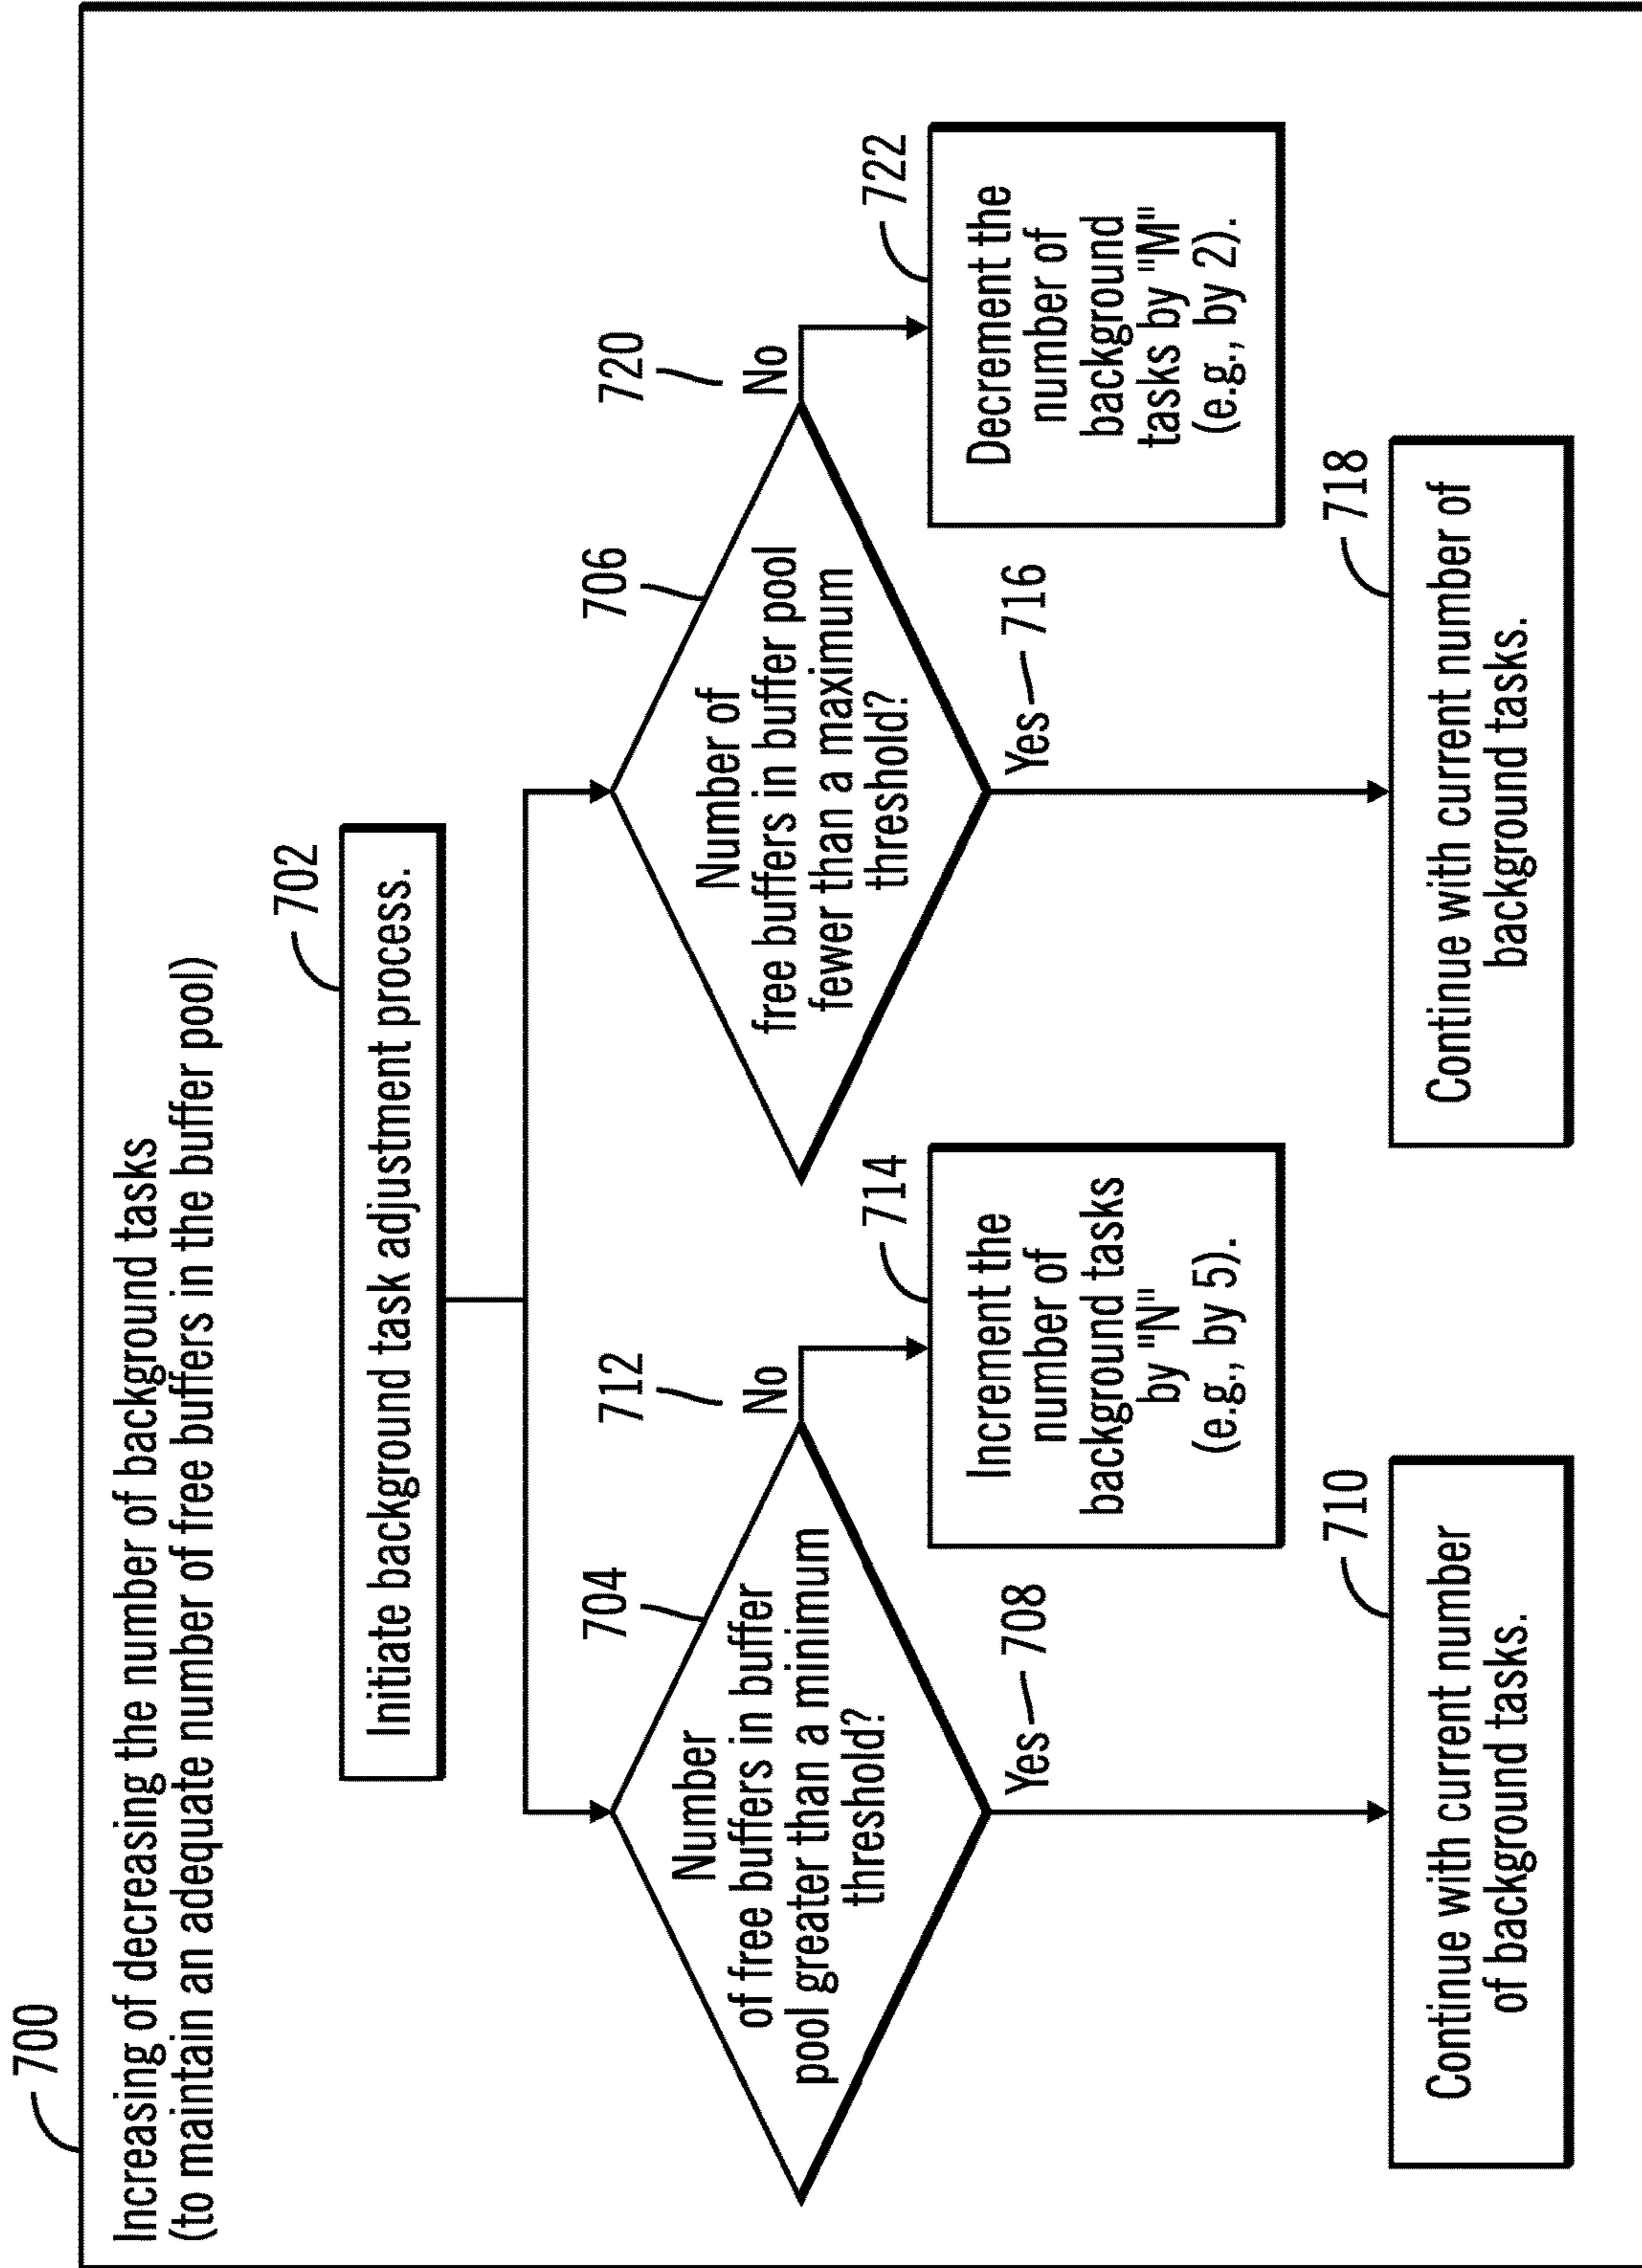 700
Increasing of decreasing the number of background tasks
(to maintain an adequate number of free buffers in the buffer pool)
702
Initiate background task adjustment process.
704
Number
of free buffers in buffer
pool greater than a minimum
threshold?
712
No
714
Increment the
number of
background tasks
by "N"
(e.g., by 5).
Yes
708
710
Continue with current number
of background tasks.
706
Number of
free buffers in buffer pool
fewer than a maximum
threshold?
720
No
722
Decrement the
number of
background
tasks by "M"
(e.g., by 2).
Yes
716
718
Continue with current number of
background tasks.